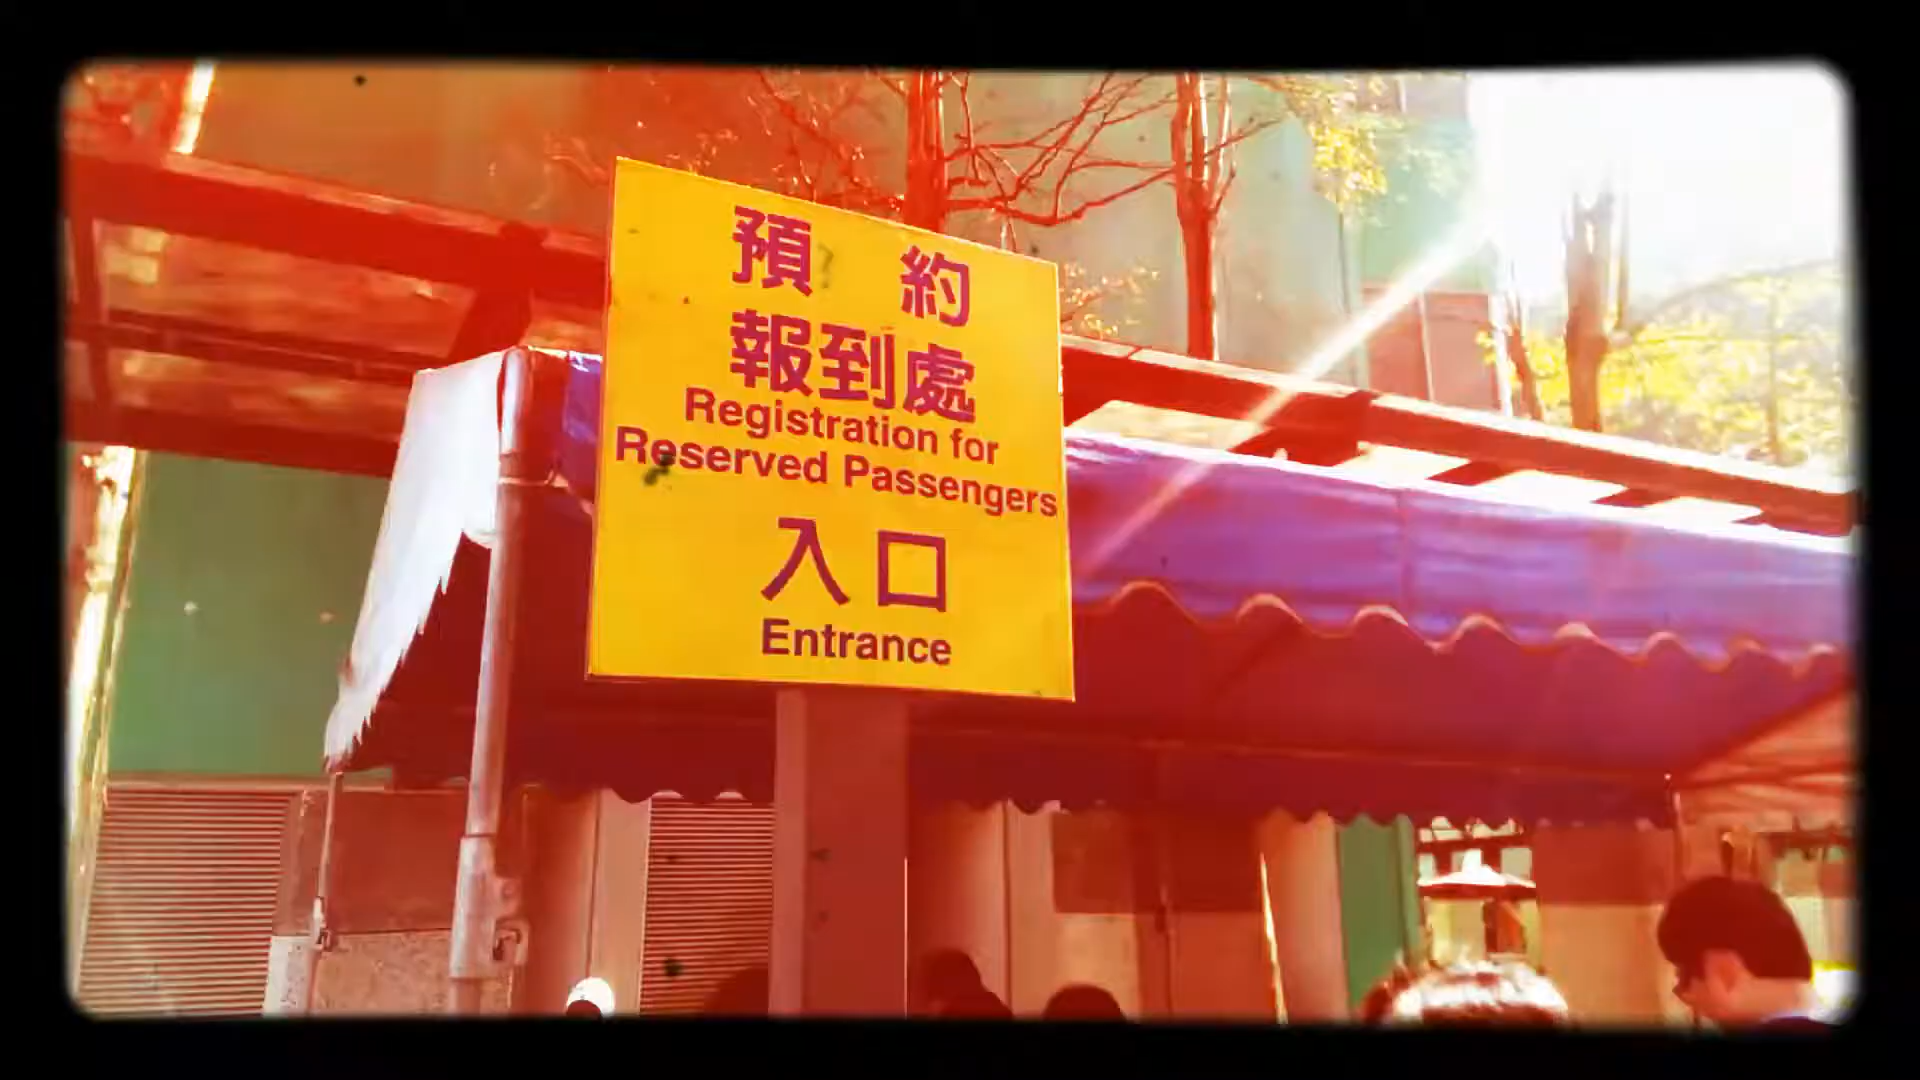 預約
報到處
Registration for
Reserved Passengers
入口
Entrance